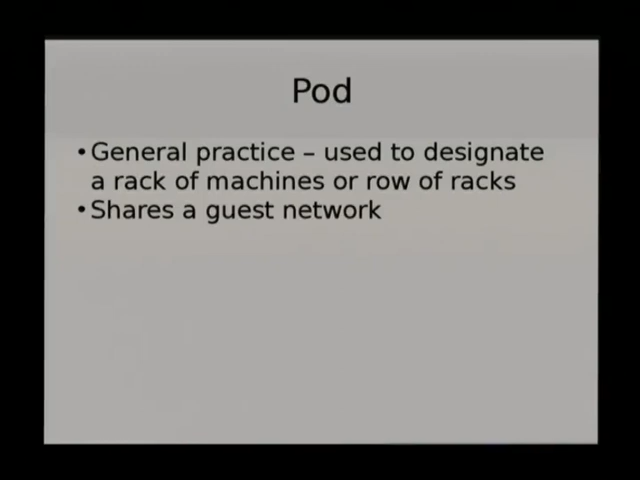 Pod
•General practice – used to designate
a rack of machines or row of racks
•Shares a guest network